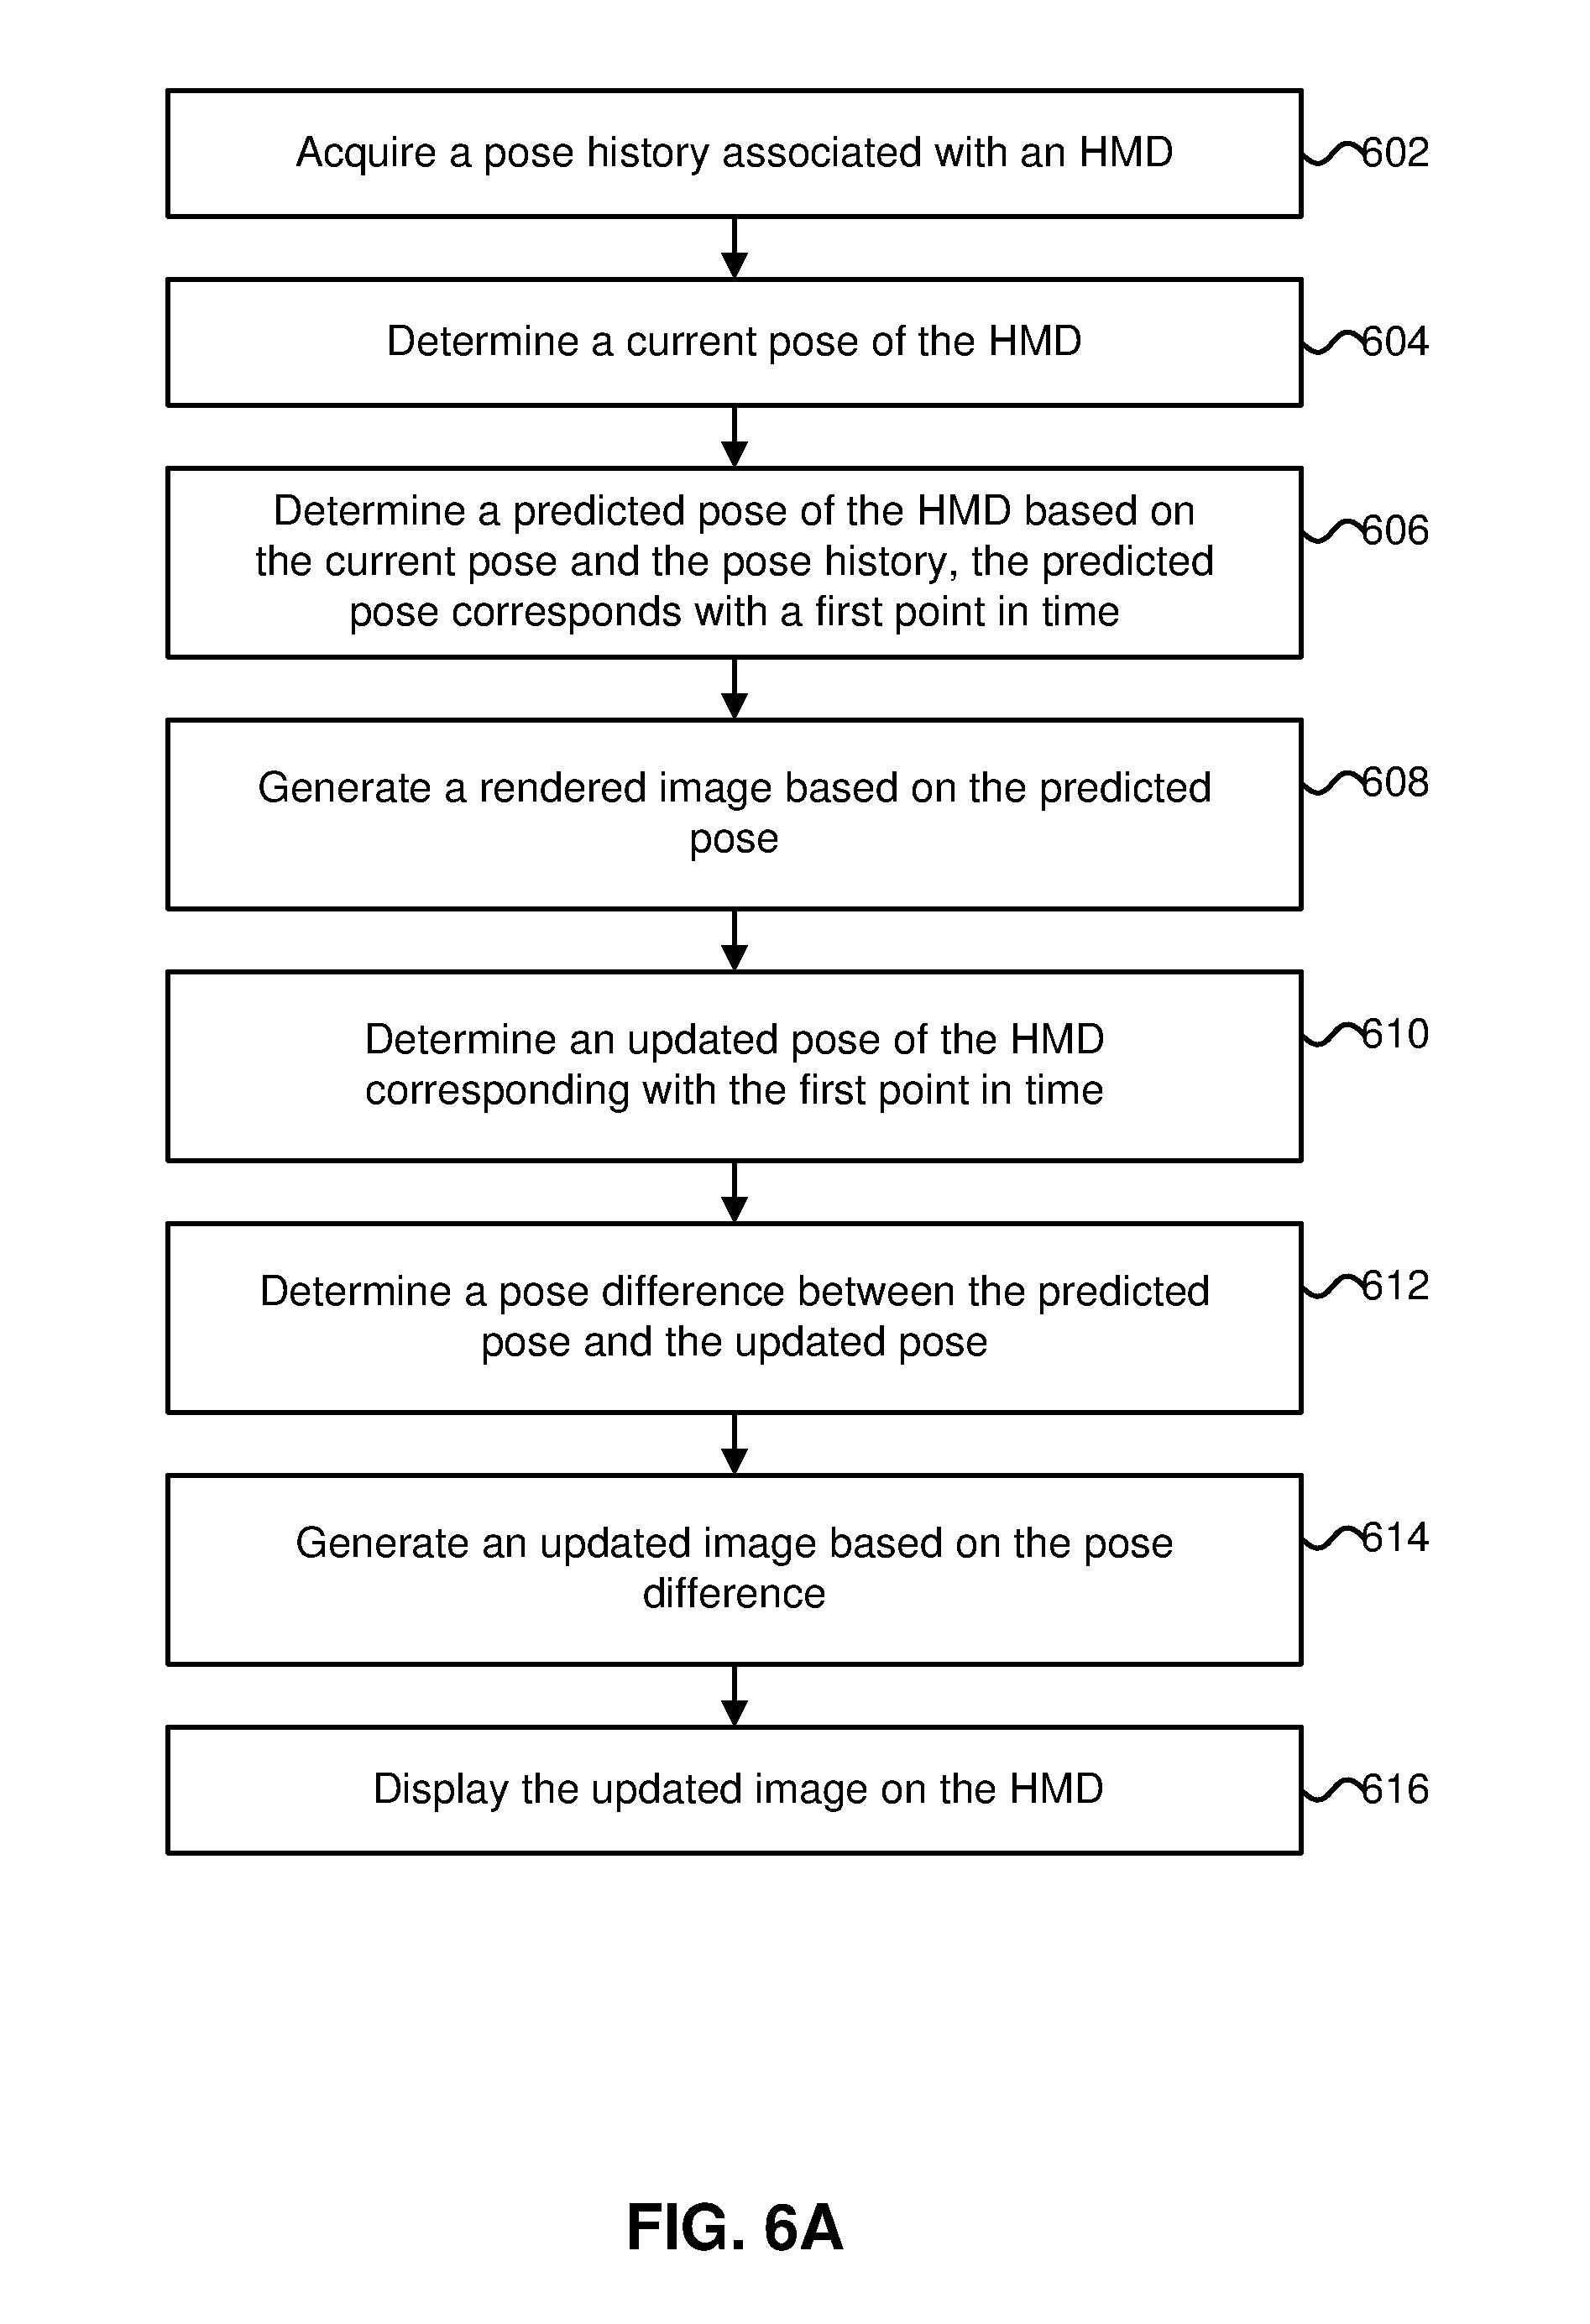 Acquire a pose history associated with an HMD
602
Determine a current pose of the HMD
604
Determine a predicted pose of the HMD based on
the current pose and the pose history, the predicted
pose corresponds with a first point in time
606
Generate a rendered image based on the predicted
pose
608
Determine an updated pose of the HMD
corresponding with the first point in time
610
Determine a pose difference between the predicted
pose and the updated pose
612
Generate an updated image based on the pose
difference
614
Display the updated image on the HMD
616
FIG. 6A